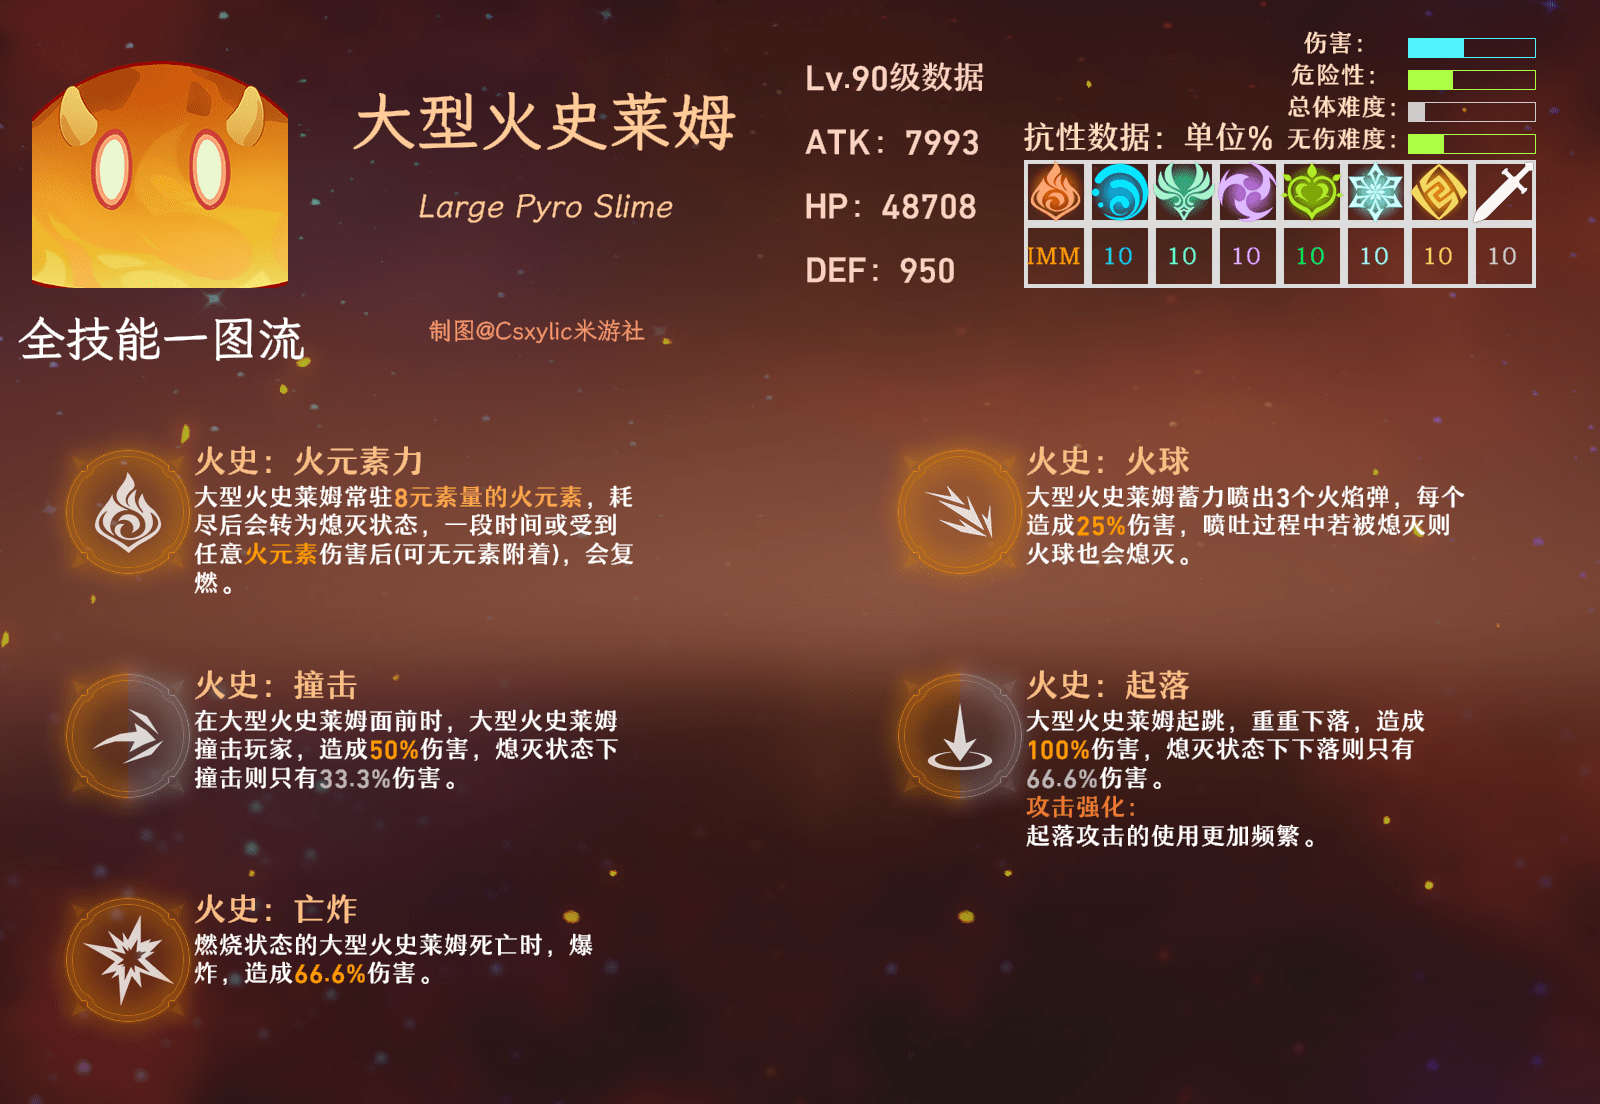 大型火史莱姆
Large Pyro Slime
全技能一图流
制图@Csxylic米游社
Lv.90级数据
ATK：7993
HP：48708
DEF：950
伤害：
危险性：
总体难度：
无伤难度：
抗性数据：单位%
IMM 10 10 10 10 10 10 10
火史：火元素力
大型火史莱姆常驻8元素量的火元素，耗
尽后会转为熄灭状态，一段时间或受到
任意火元素伤害后(可无元素附着)，会复
燃。
火史：火球
大型火史莱姆蓄力喷出3个火焰弹，每个
造成25%伤害，喷吐过程中若被熄灭则
火球也会熄灭。
火史：撞击
在大型火史莱姆面前时，大型火史莱姆
撞击玩家，造成50%伤害，熄灭状态下
撞击则只有33.3%伤害。
火史：起落
大型火史莱姆起跳，重重下落，造成
100%伤害，熄灭状态下下落则只有
66.6%伤害。
攻击强化：
起落攻击的使用更加频繁。
火史：亡炸
燃烧状态的大型火史莱姆死亡时，爆
炸，造成66.6%伤害。